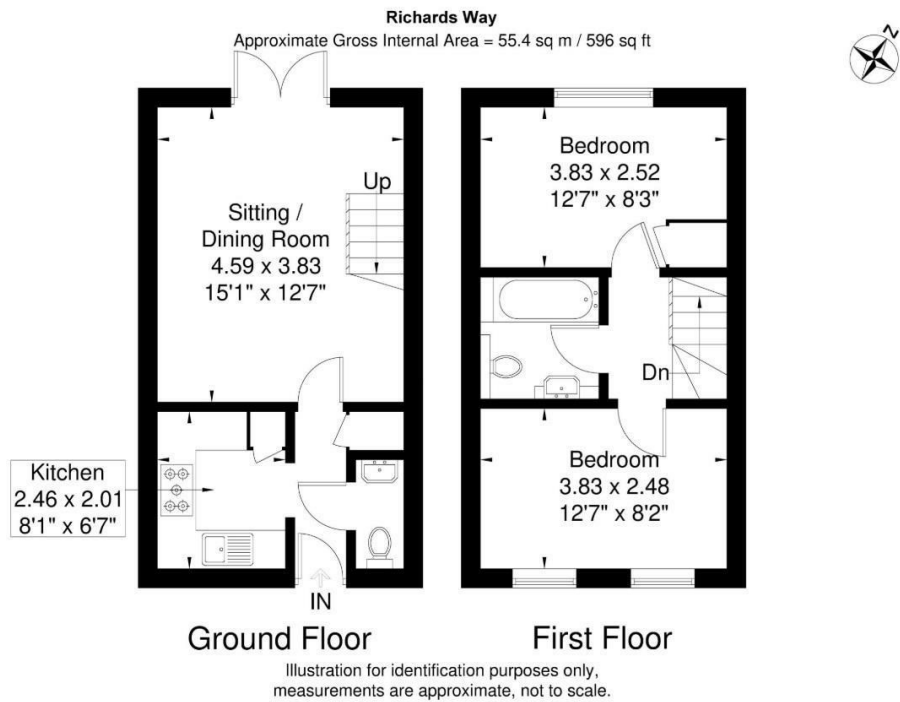 Richards Way
Approximate Gross Internal Area = 55.4 sq m / 596 sq ft
N
Up
Sitting /
Dining Room
4.59 x 3.83
15'1" x 12'7"
Kitchen
2.46 x 2.01
8'1" x 6'7"
IN
Ground Floor
Bedroom
3.83 x 2.52
12'7" x 8'3"
Dn
Bedroom
3.83 x 2.48
12'7" x 8'2"
First Floor
Illustration for identification purposes only,
measurements are approximate, not to scale.